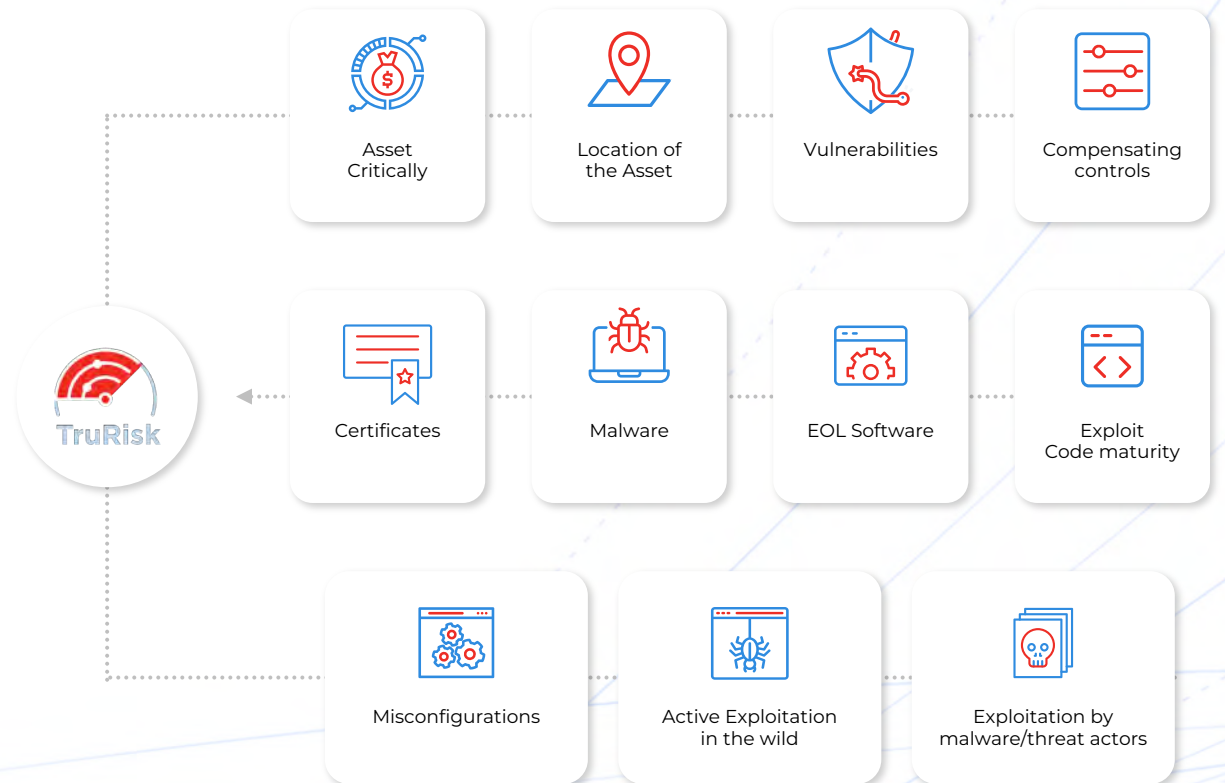 Asset
Critically
Location of
the Asset
Vulnerabilities
Compensating
controls
TruRisk
Certificates
Malware
EOL Software
Exploit
Code maturity
Misconfigurations
Active Exploitation
in the wild
Exploitation by
malware/threat actors